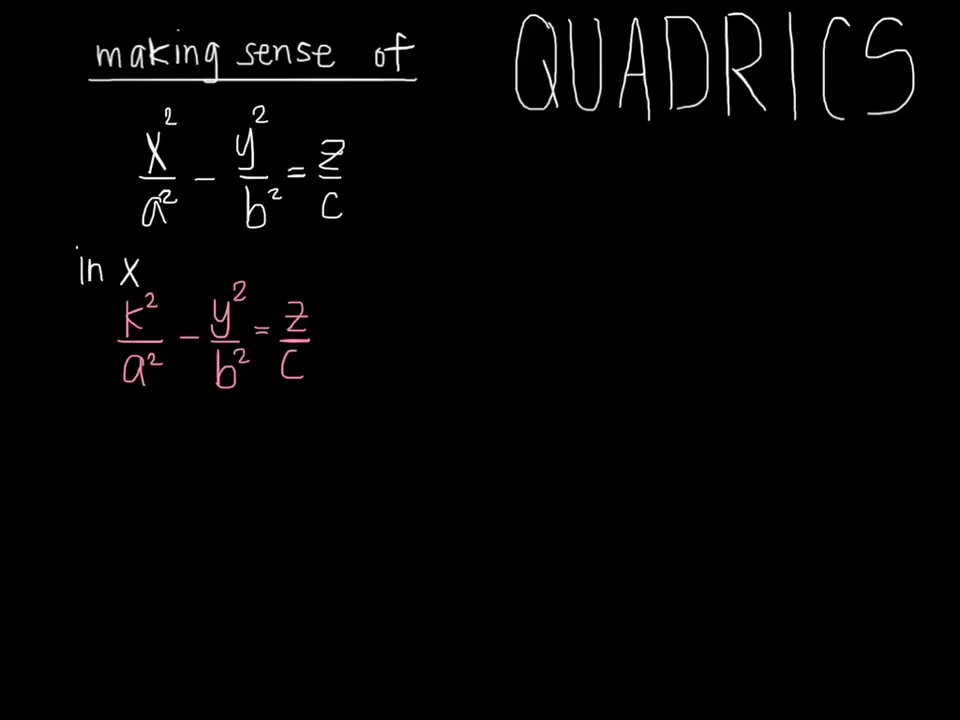 making sense of
QUADRICS
x²/a² - y²/b² = z/c
in x
k²/a² - y²/b² = z/c